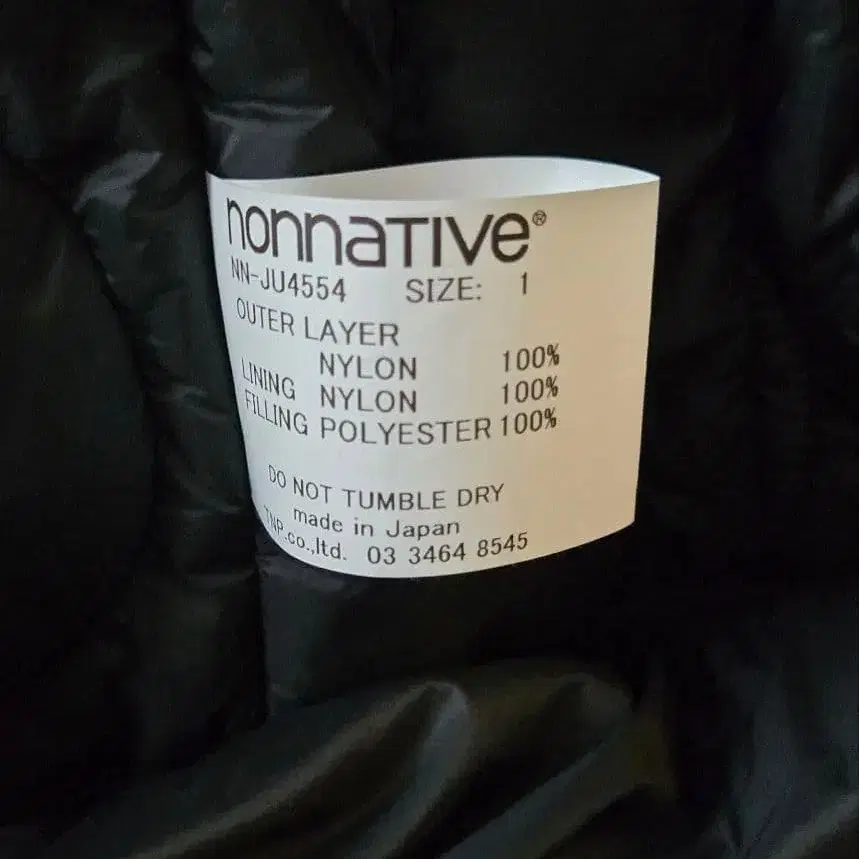 nonnative®
NN-JU4554 SIZE: 1
OUTER LAYER
NYLON 100%
LINING NYLON 100%
FILLING POLYESTER 100%
DO NOT TUMBLE DRY
made in Japan
TNP.co.,ltd. 03 3464 8545